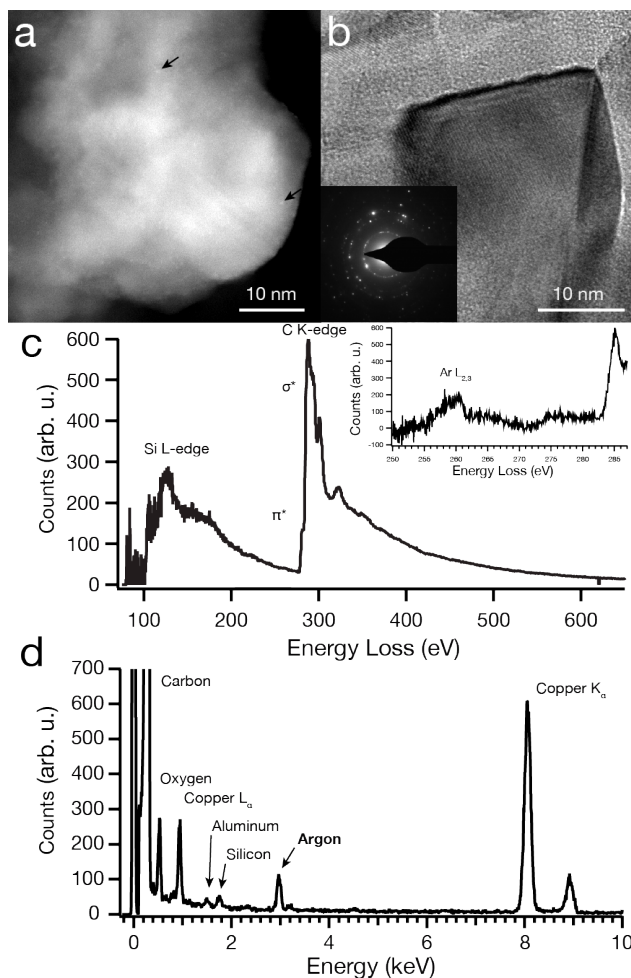 a
b
10 nm
10 nm
c
C K-edge
σ*
Si L-edge
π*
600
500
400
300
200
100
0
Counts (arb. u.)
100
200
300
400
500
600
Energy Loss (eV)
600
500
400
300
200
100
0
-100
Counts (arb. u.)
Ar L2,3
250
255
260
265
270
275
280
285
Energy Loss (eV)
d
700
600
500
400
300
200
100
0
Counts (arb. u.)
Carbon
Oxygen
Copper Lα
Aluminum
Silicon
Argon
Copper Kα
0
2
4
6
8
10
Energy (keV)